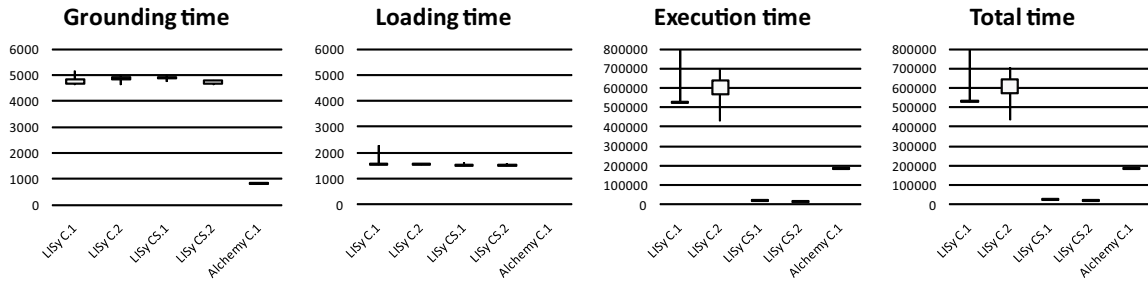 Grounding time
6000
5000
4000
3000
2000
1000
0
LISy C.1
LISy C.2
LISy CS.1
LISy CS.2
Alchemy C.1
Loading time
6000
5000
4000
3000
2000
1000
0
LISy C.1
LISy C.2
LISy CS.1
LISy CS.2
Alchemy C.1
Execution time
800000
700000
600000
500000
400000
300000
200000
100000
0
LISy C.1
LISy C.2
LISy CS.1
LISy CS.2
Alchemy C.1
Total time
800000
700000
600000
500000
400000
300000
200000
100000
0
LISy C.1
LISy C.2
LISy CS.1
LISy CS.2
Alchemy C.1